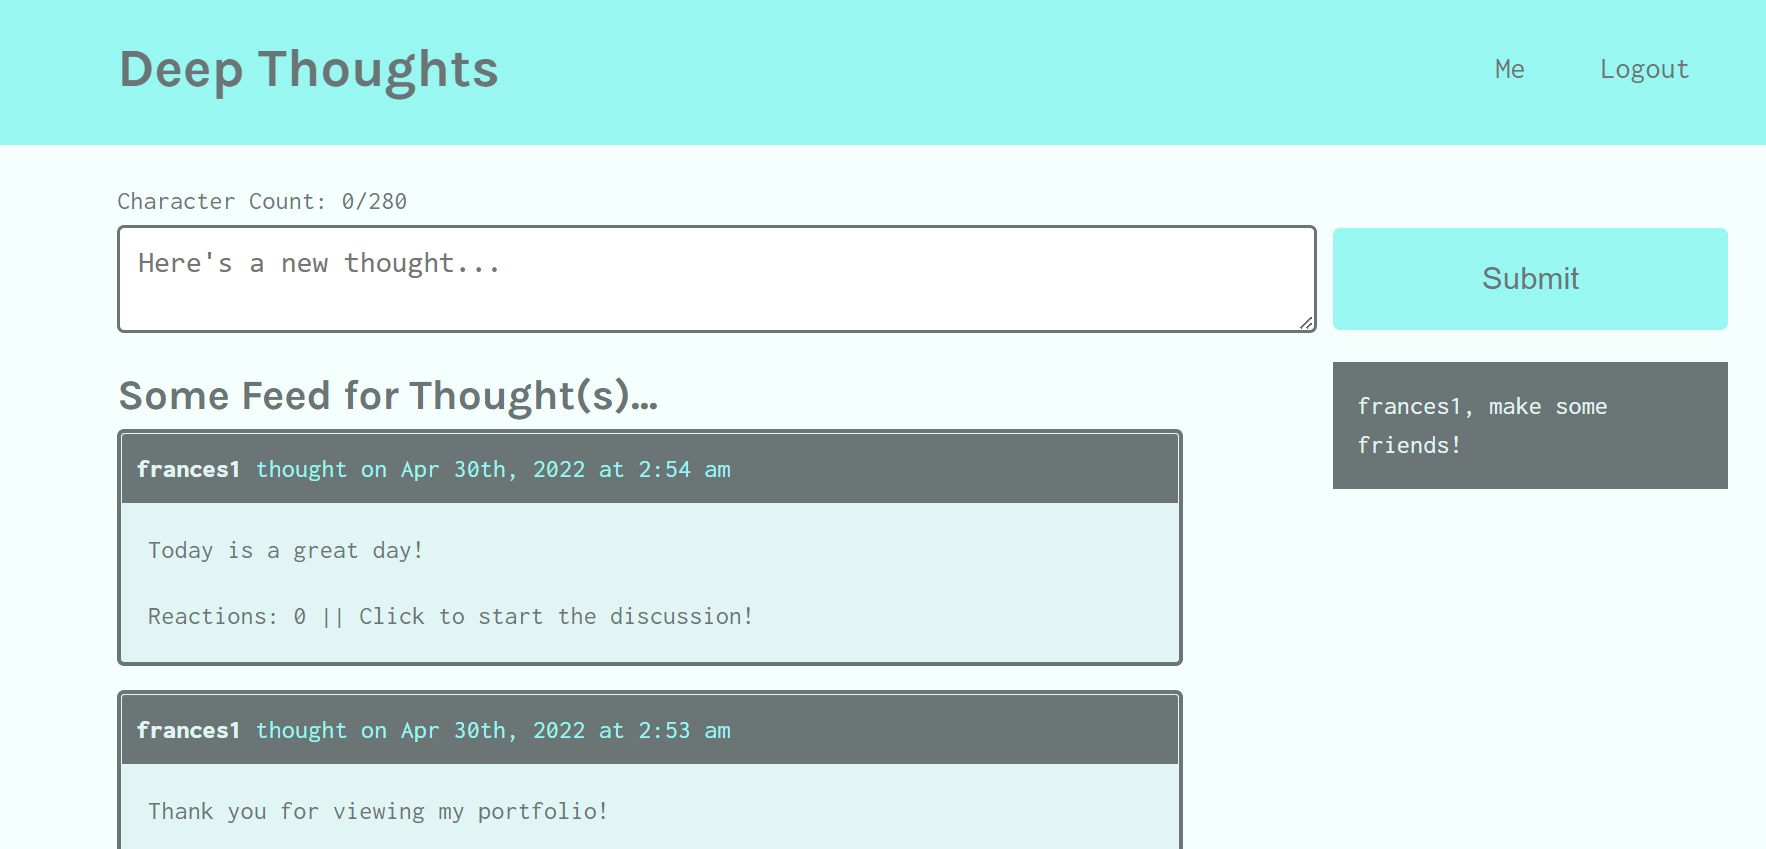 Deep Thoughts
Me
Logout
Character Count: 0/280
Here's a new thought...
Submit
frances1, make some
friends!
Some Feed for Thought(s)...
frances1 thought on Apr 30th, 2022 at 2:54 am
Today is a great day!
Reactions: 0 || Click to start the discussion!
frances1 thought on Apr 30th, 2022 at 2:53 am
Thank you for viewing my portfolio!